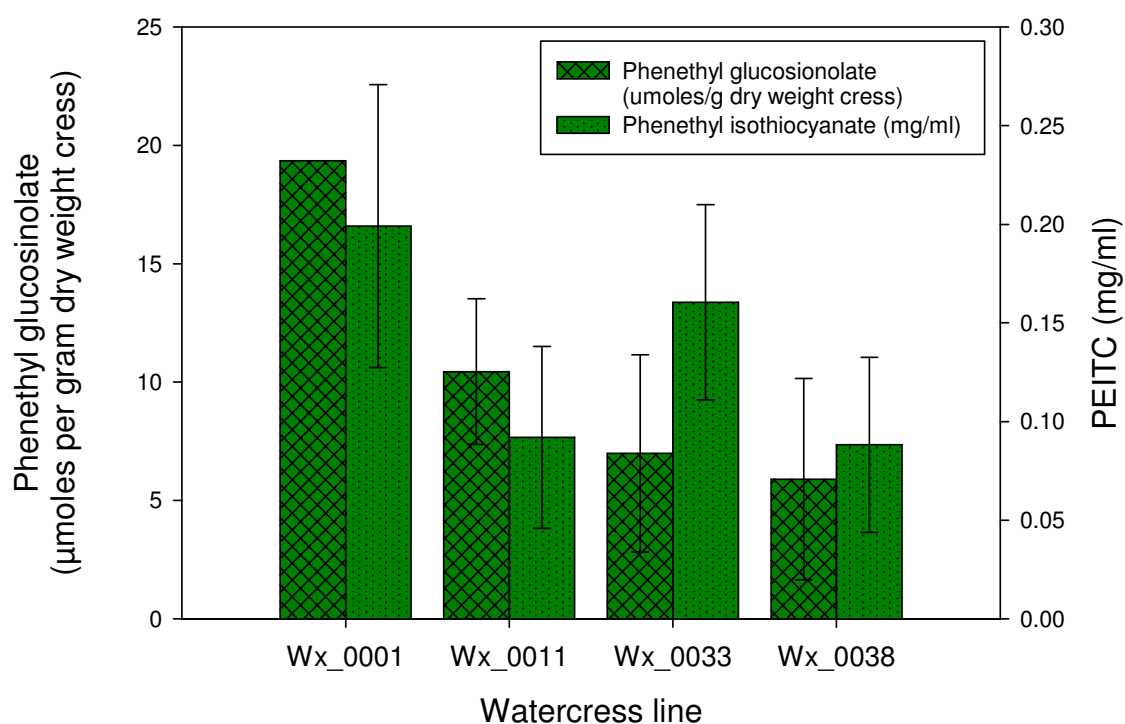 Phenethyl glucosinolate
(µmoles per gram dry weight cress)
25
20
15
10
5
0
Phenethyl glucosionolate
(umoles/g dry weight cress)
Phenethyl isothiocyanate (mg/ml)
0.30
0.25
0.20
0.15
0.10
0.05
0.00
PEITC (mg/ml)
Wx_0001 Wx_0011 Wx_0033 Wx_0038
Watercress line